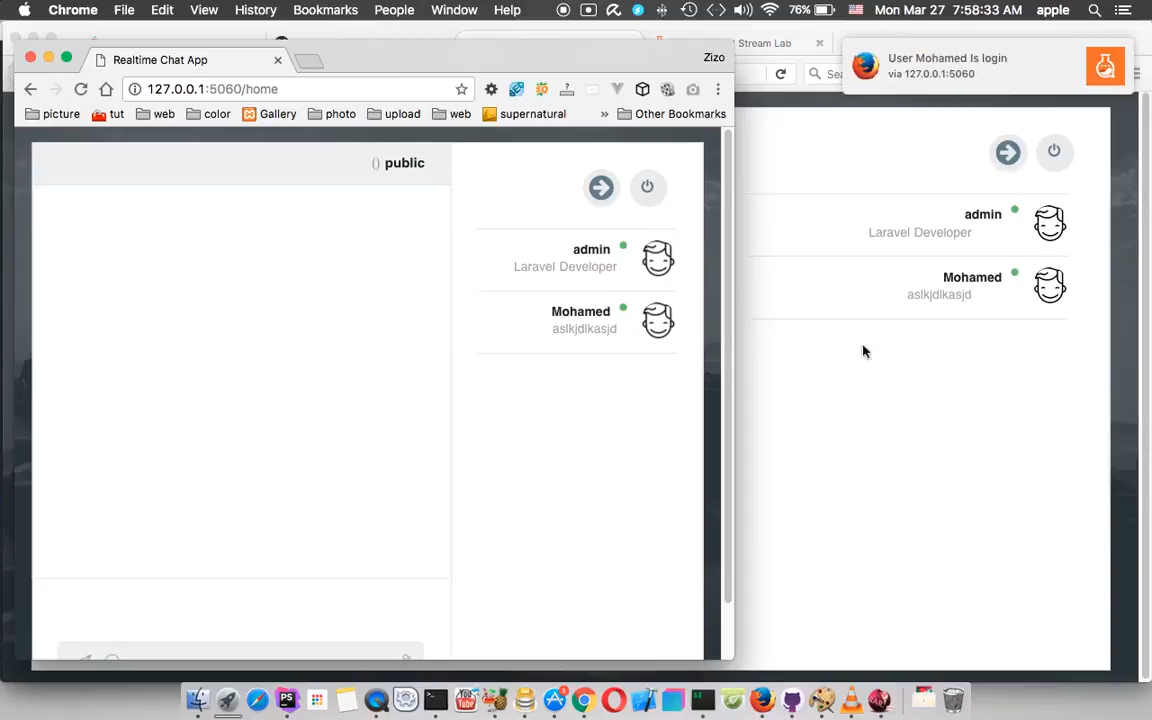 Chrome File Edit View History Bookmarks People Window Help 76% Mon Mar 27 7:58:33 AM apple
Realtime Chat App
Zizo
Stream Lab
User Mohamed Is login
via 127.0.0.1:5060
127.0.0.1:5060/home
Sea
picture tut web color Gallery photo upload web supernatural » Other Bookmarks
() public
admin
Laravel Developer
Mohamed
aslkjdlkasjd
admin
Laravel Developer
Mohamed
aslkjdlkasjd